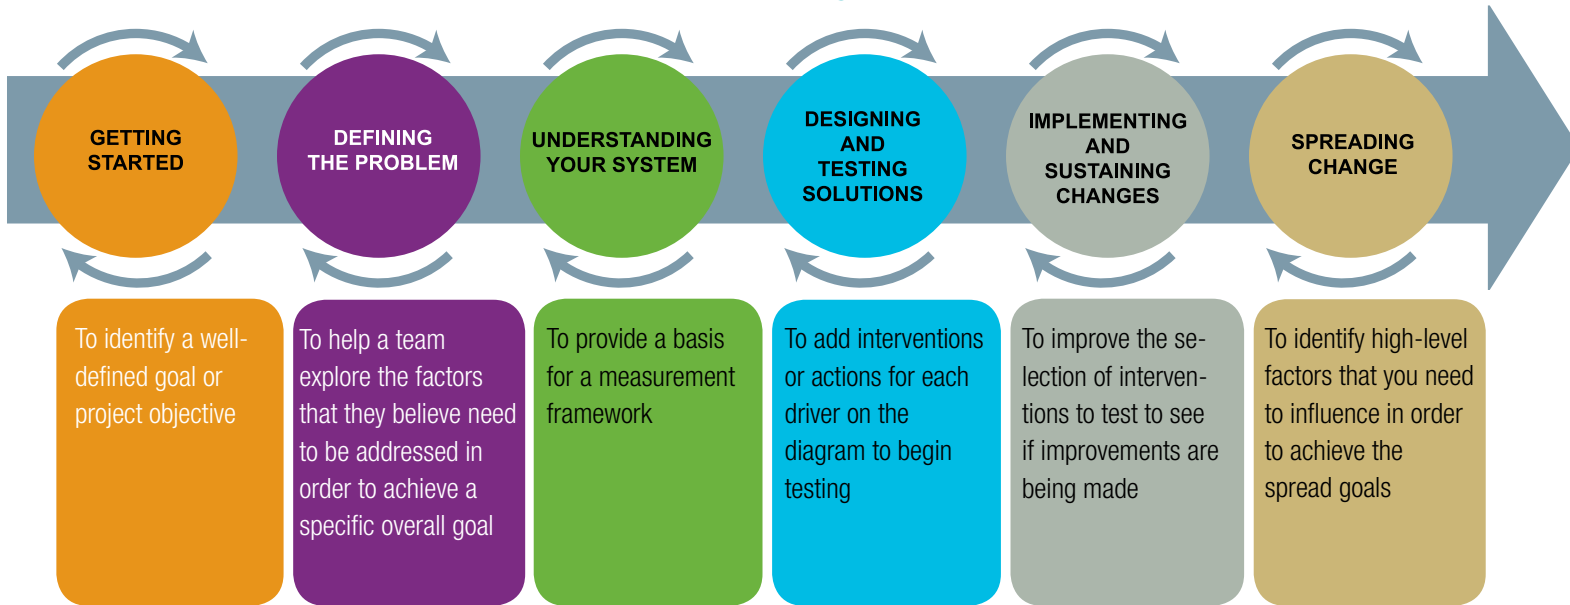 GETTING
STARTED
DEFINING
THE PROBLEM
UNDERSTANDING
YOUR SYSTEM
DESIGNING
AND
TESTING
SOLUTIONS
IMPLEMENTING
AND
SUSTAINING
CHANGES
SPREADING
CHANGE
To identify a well-
defined goal or
project objective
To help a team
explore the factors
that they believe need
to be addressed in
order to achieve a
specific overall goal
To provide a basis
for a measurement
framework
To add interventions
or actions for each
driver on the
diagram to begin
testing
To improve the se-
lection of interven-
tions to test to see
if improvements are
being made
To identify high-level
factors that you need
to influence in order
to achieve the
spread goals